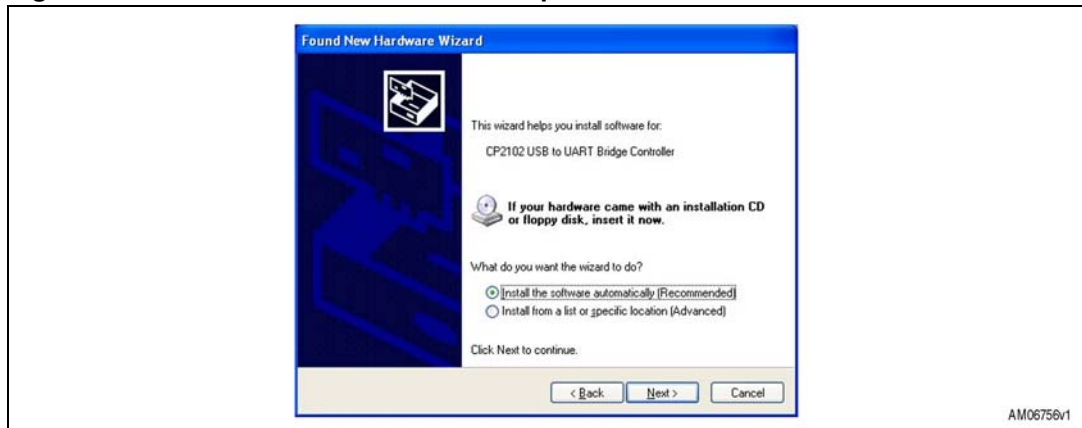 Found New Hardware Wizard
This wizard helps you install software for:
CP2102 USB to UART Bridge Controller
If your hardware came with an installation CD
or floppy disk, insert it now.
What do you want the wizard to do?
Install the software automatically (Recommended)
Install from a list or specific location (Advanced)
Click Next to continue.
< Back
Next >
Cancel
AM06756v1